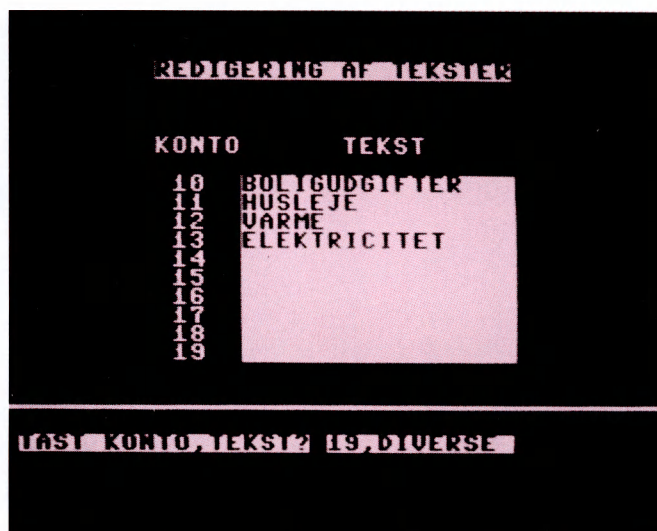 REDIGERING AF TEKSTER
KONTO TEKST
10 BOLIGUDGIFTER
11 HUSLEJE
12 VARME
13 ELEKTRICITET
14
15
16
17
18
19
TAST KONTO,TEKST? 19,DIVERSE